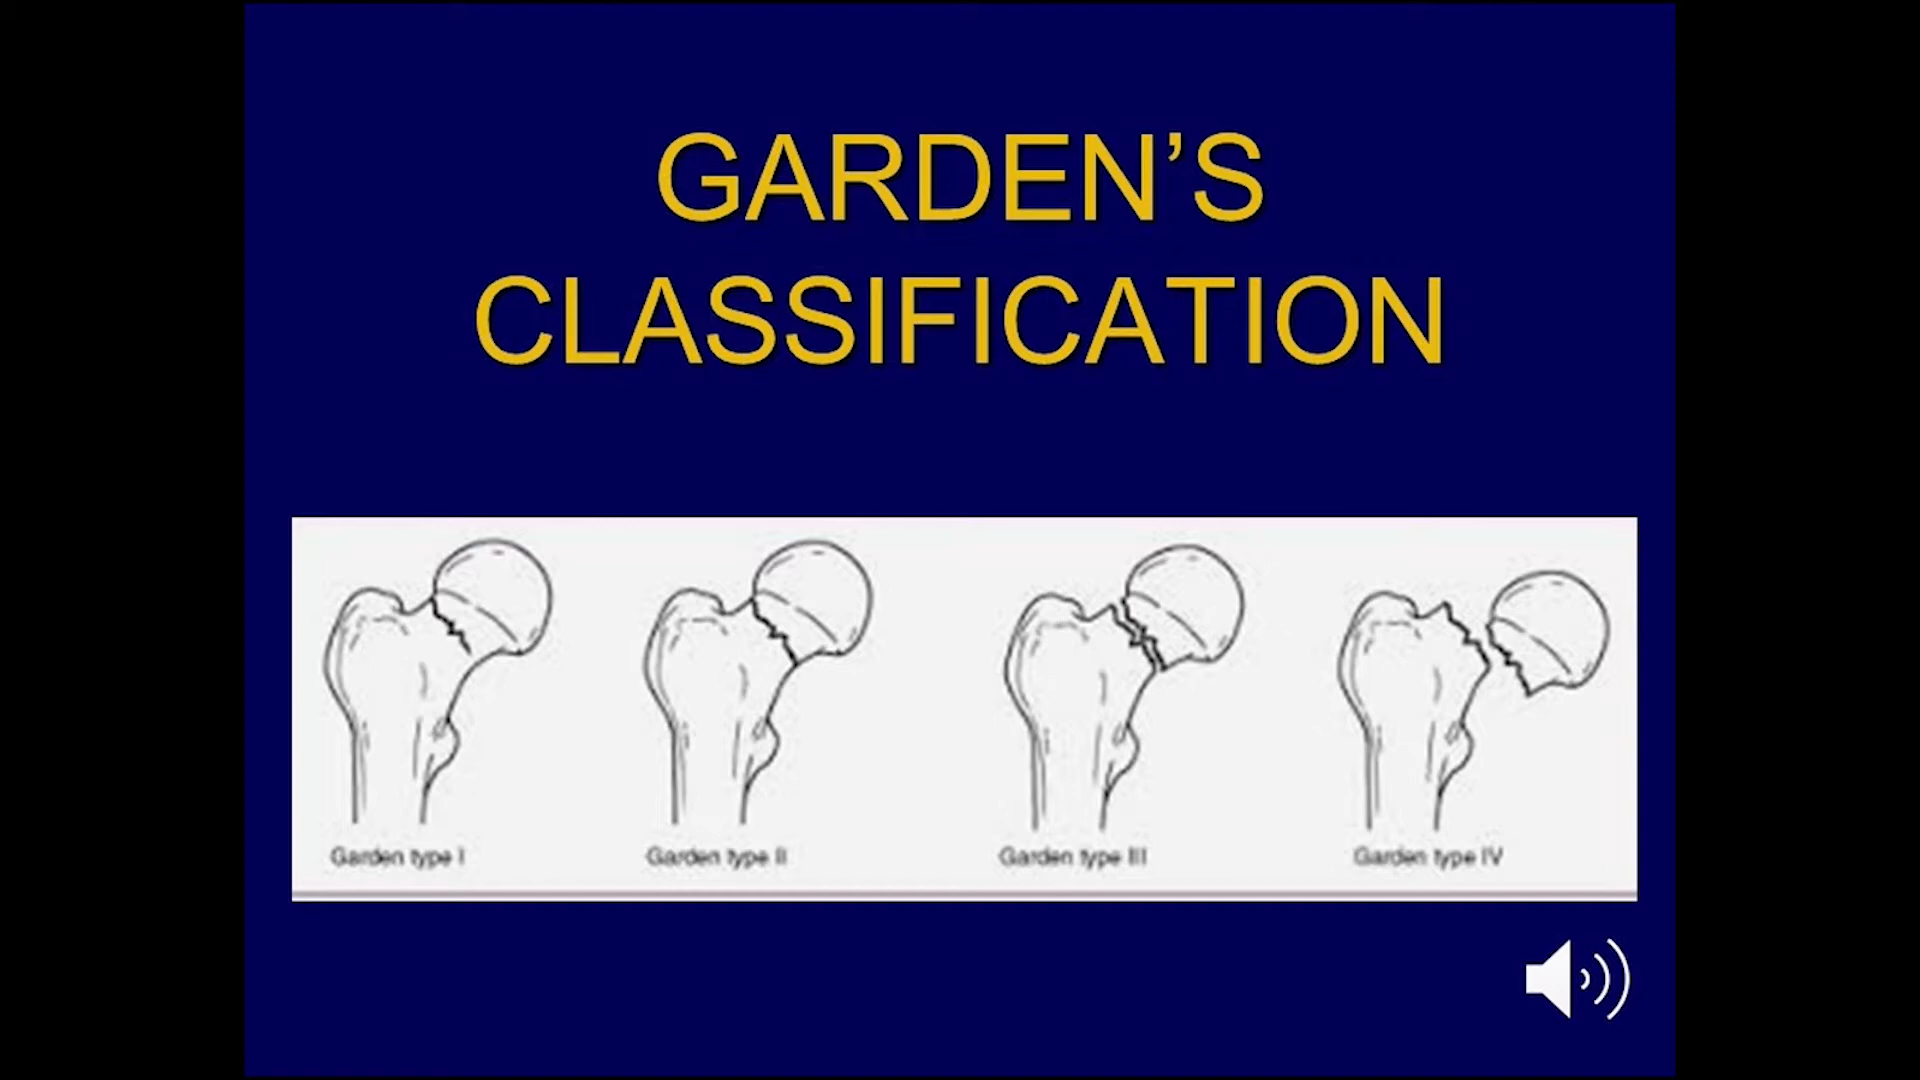 GARDEN’S
CLASSIFICATION
Garden type I
Garden type II
Garden type III
Garden type IV